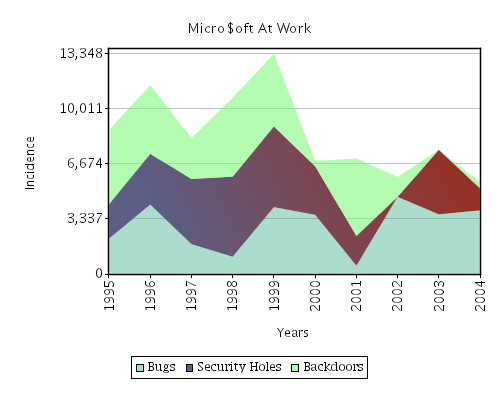 Micro$oft At Work
13,348
10,011
6,674
3,337
0
Incidence
1995 1996 1997 1998 1999 2000 2001 2002 2003 2004
Years
Bugs Security Holes Backdoors